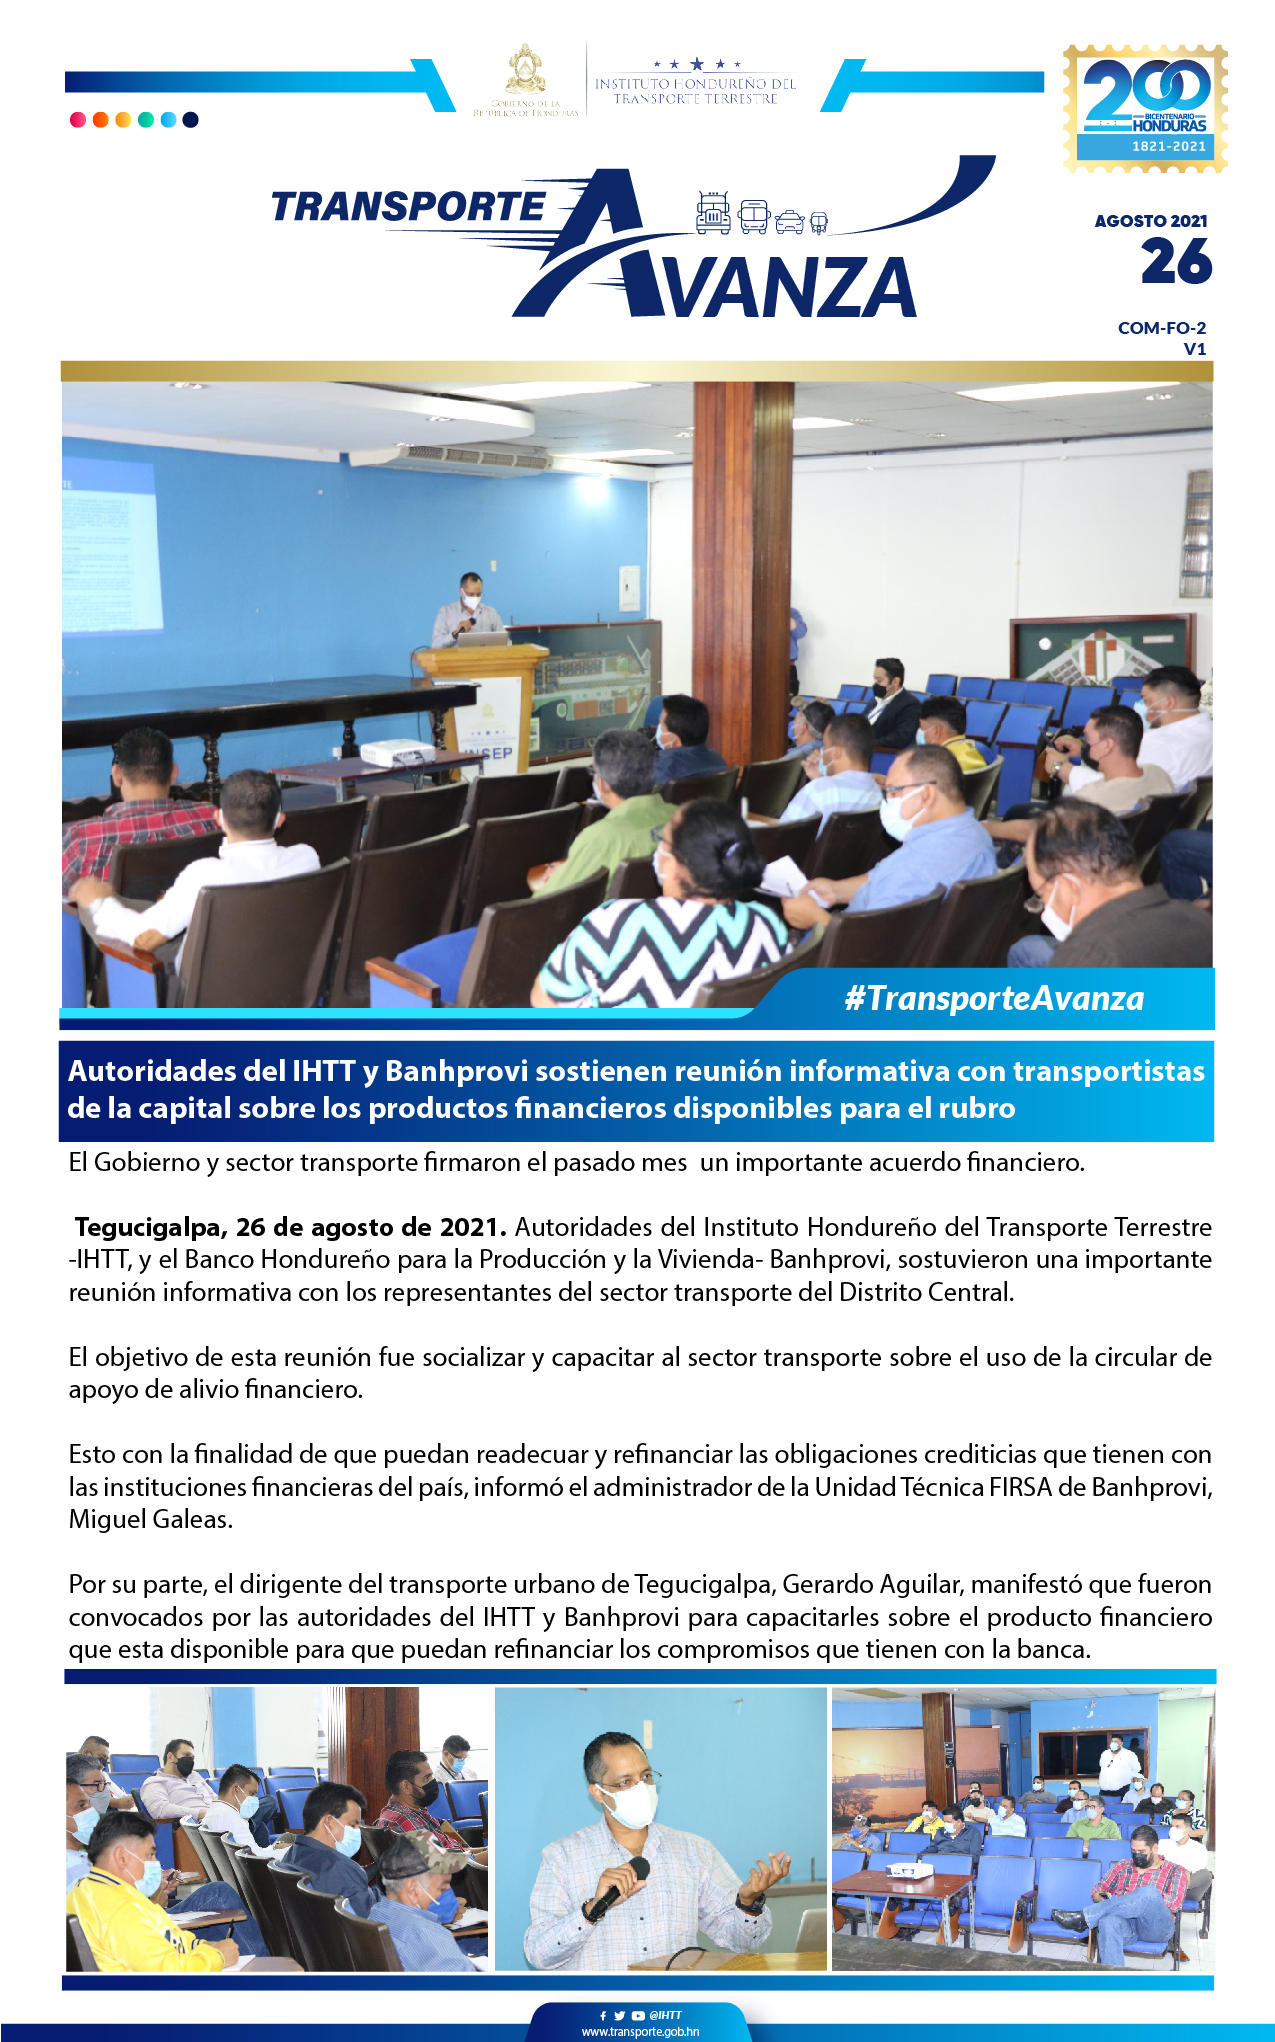 GOBIERNO DE LA
REPÚBLICA DE HONDURAS
INSTITUTO HONDUREÑO DEL
TRANSPORTE TERRESTRE
200
BICENTENARIO
HONDURAS
1821-2021
TRANSPORTE
AVANZA
AGOSTO 2021
26
COM-FO-2
V1
INSEP
#TransporteAvanza
Autoridades del IHTT y Banhprovi sostienen reunión informativa con transportistas
de la capital sobre los productos financieros disponibles para el rubro
El Gobierno y sector transporte firmaron el pasado mes  un importante acuerdo financiero.
Tegucigalpa, 26 de agosto de 2021. Autoridades del Instituto Hondureño del Transporte Terrestre
-IHTT, y el Banco Hondureño para la Producción y la Vivienda- Banhprovi, sostuvieron una importante
reunión informativa con los representantes del sector transporte del Distrito Central.
El objetivo de esta reunión fue socializar y capacitar al sector transporte sobre el uso de la circular de
apoyo de alivio financiero.
Esto con la finalidad de que puedan readecuar y refinanciar las obligaciones crediticias que tienen con
las instituciones financieras del país, informó el administrador de la Unidad Técnica FIRSA de Banhprovi,
Miguel Galeas.
Por su parte, el dirigente del transporte urbano de Tegucigalpa, Gerardo Aguilar, manifestó que fueron
convocados por las autoridades del IHTT y Banhprovi para capacitarles sobre el producto financiero
que esta disponible para que puedan refinanciar los compromisos que tienen con la banca.
@IHTT
www.transporte.gob.hn